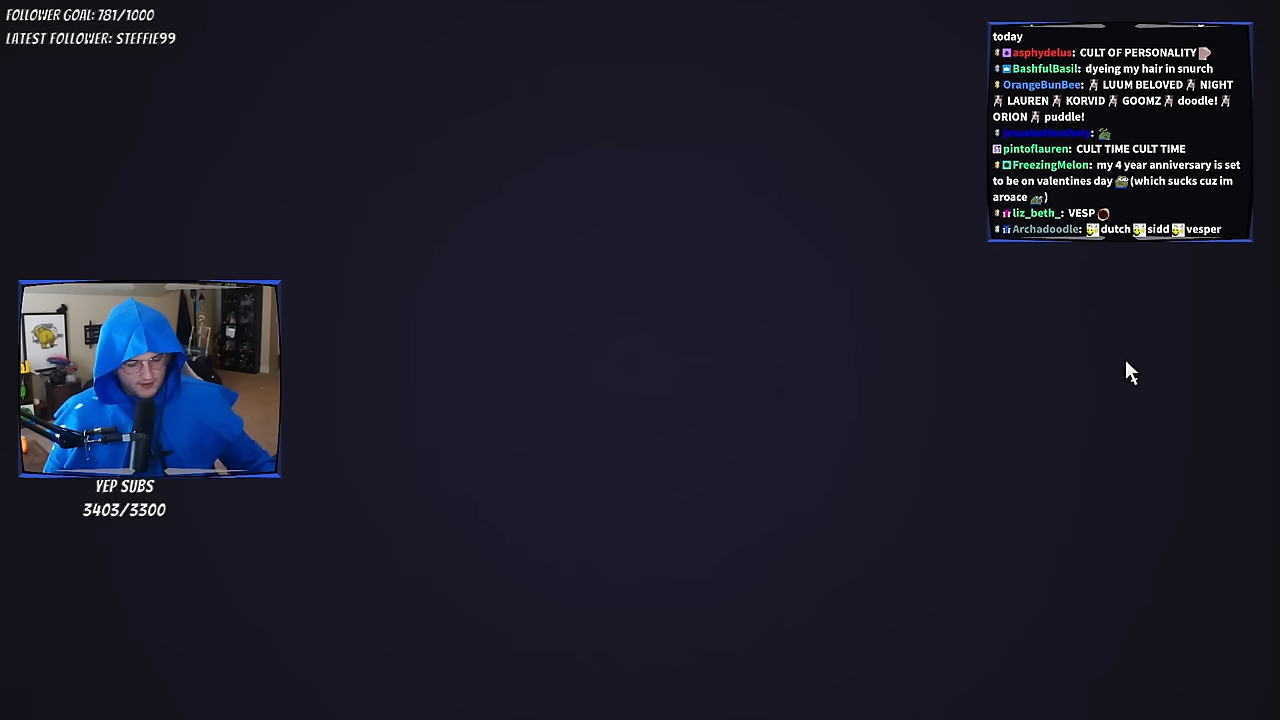 FOLLOWER GOAL: 781/1000
LATEST FOLLOWER: STEFFIE99
today
asphydelus: CULT OF PERSONALITY
BashfulBasil: dyeing my hair in snurch
OrangeBunBee: LUUM BELOVED NIGHT
LAUREN KORVID GOOMZ doodle!
ORION puddle!
pintoflauren: CULT TIME CULT TIME
FreezingMelon: my 4 year anniversary is set
to be on valentines day (which sucks cuz im
aroace )
liz_beth_: VESP
Archadoodle: dutch sidd vesper
YEP SUBS
3403/3300